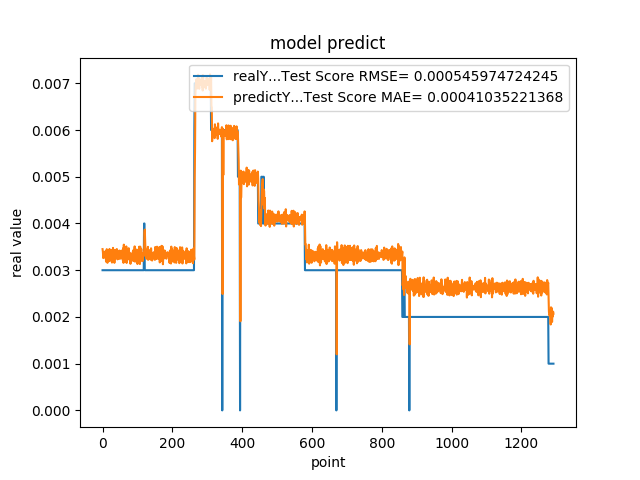 model predict
realY...Test Score RMSE= 0.000545974724245
predictY...Test Score MAE= 0.00041035221368
real value
0.007
0.006
0.005
0.004
0.003
0.002
0.001
0.000
0 200 400 600 800 1000 1200
point